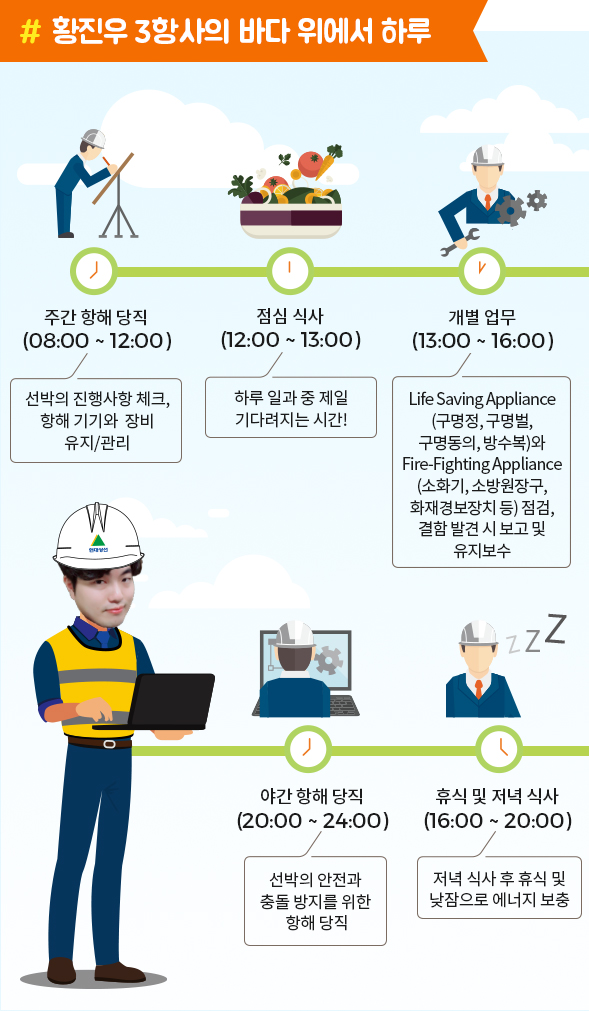 # 황진우 3항사의 바다 위에서 하루
주간 항해 당직
(08:00 ~ 12:00)
선박의 진행사항 체크,
항해 기기와 장비
유지/관리
점심 식사
(12:00 ~ 13:00)
하루 일과 중 제일
기다려지는 시간!
개별 업무
(13:00 ~ 16:00)
Life Saving Appliance
(구명정, 구명벌,
구명동의, 방수복)와
Fire-Fighting Appliance
(소화기, 소방원장구,
화재경보장치 등) 점검,
결함 발견 시 보고 및
유지보수
현대상선
zZZ
휴식 및 저녁 식사
(16:00 ~ 20:00)
저녁 식사 후 휴식 및
낮잠으로 에너지 보충
야간 항해 당직
(20:00 ~ 24:00)
선박의 안전과
충돌 방지를 위한
항해 당직